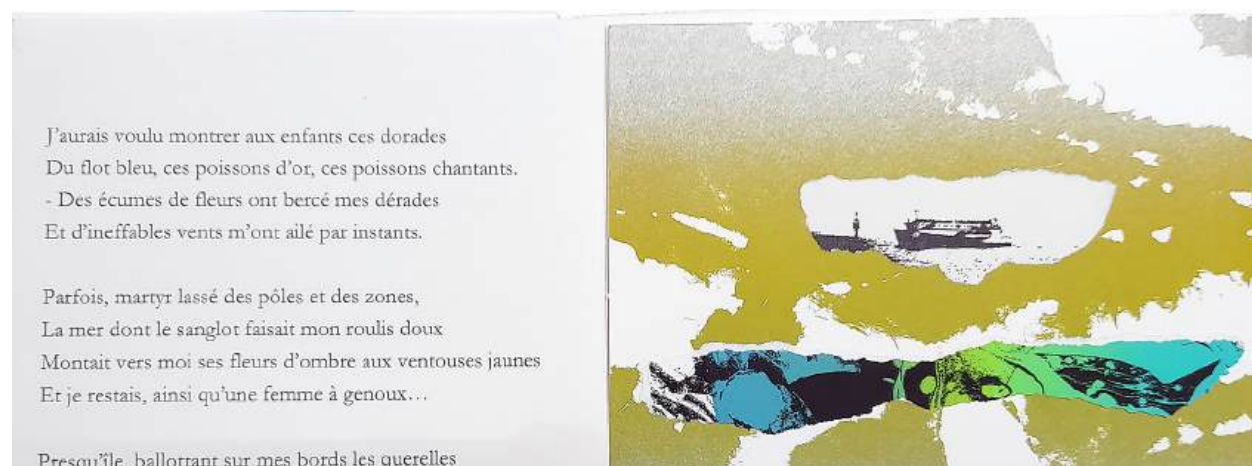 J'aurais voulu montrer aux enfants ces dorades
Du flot bleu, ces poissons d'or, ces poissons chantants.
- Des écumes de fleurs ont bercé mes dérades
Et d'ineffables vents m'ont ailé par instants.
Parfois, martyr lassé des pôles et des zones,
La mer dont le sanglot faisait mon roulis doux
Montait vers moi ses fleurs d'ombre aux ventouses jaunes
Et je restais, ainsi qu'une femme à genoux…
Presqu'île, ballottant sur mes bords les querelles